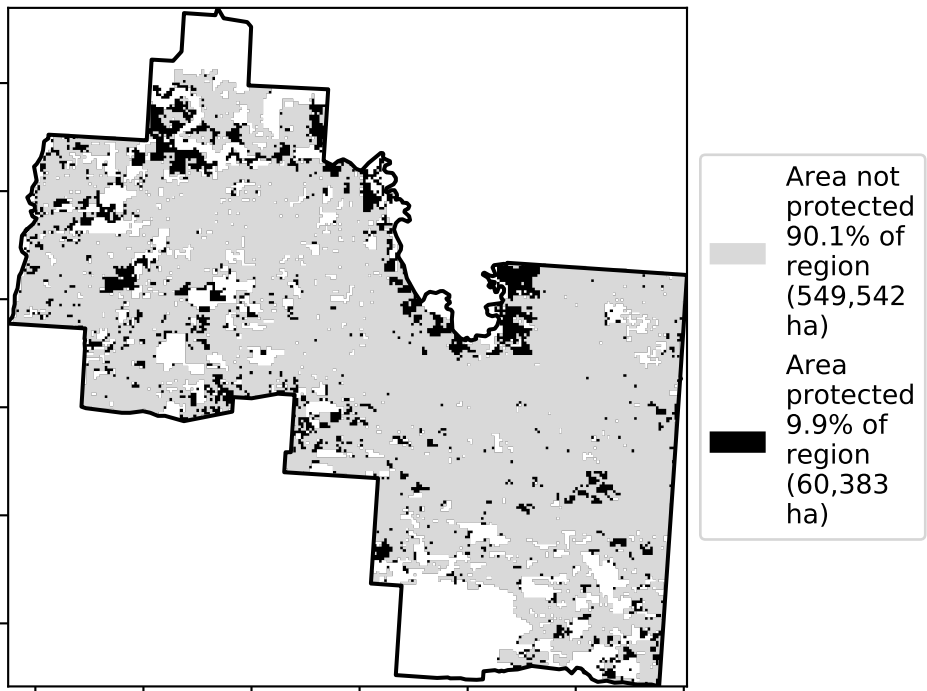 Area not
protected
90.1% of
region
(549,542
ha)
Area
protected
9.9% of
region
(60,383
ha)